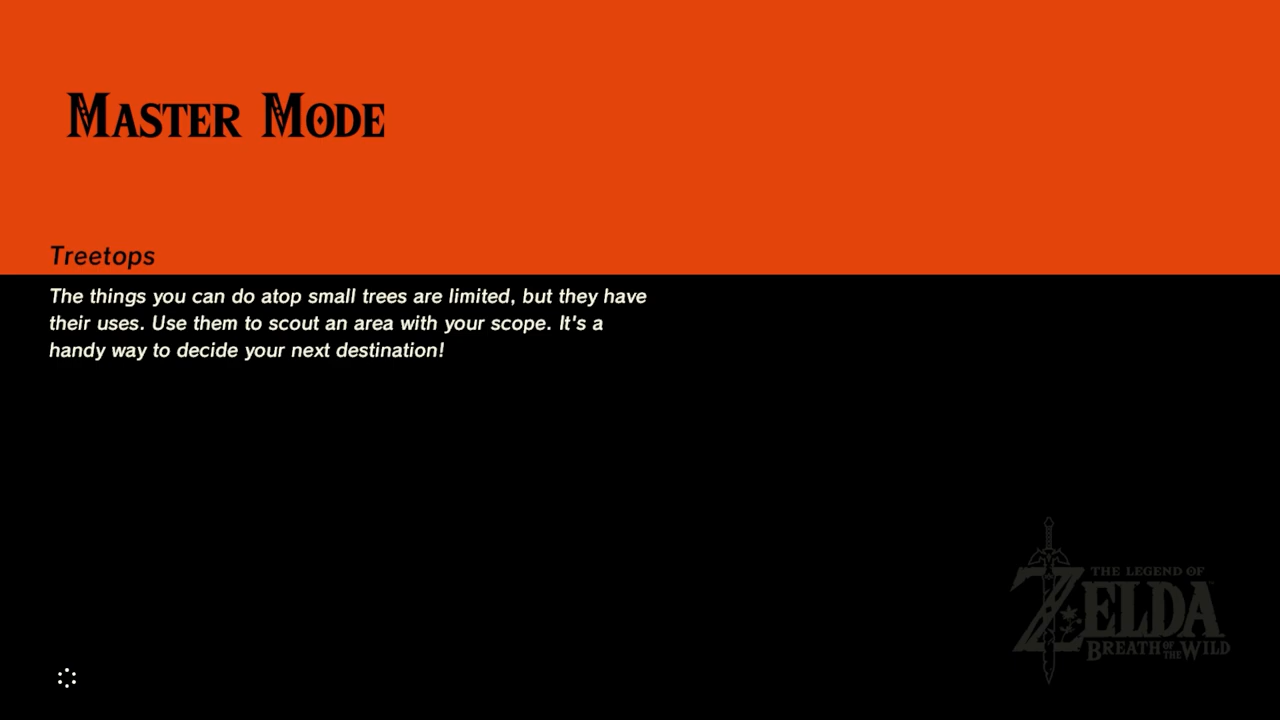 MASTER MODE
Treetops
The things you can do atop small trees are limited, but they have
their uses. Use them to scout an area with your scope. It's a
handy way to decide your next destination!
THE LEGEND OF
ZELDA
BREATH OF THE WILD